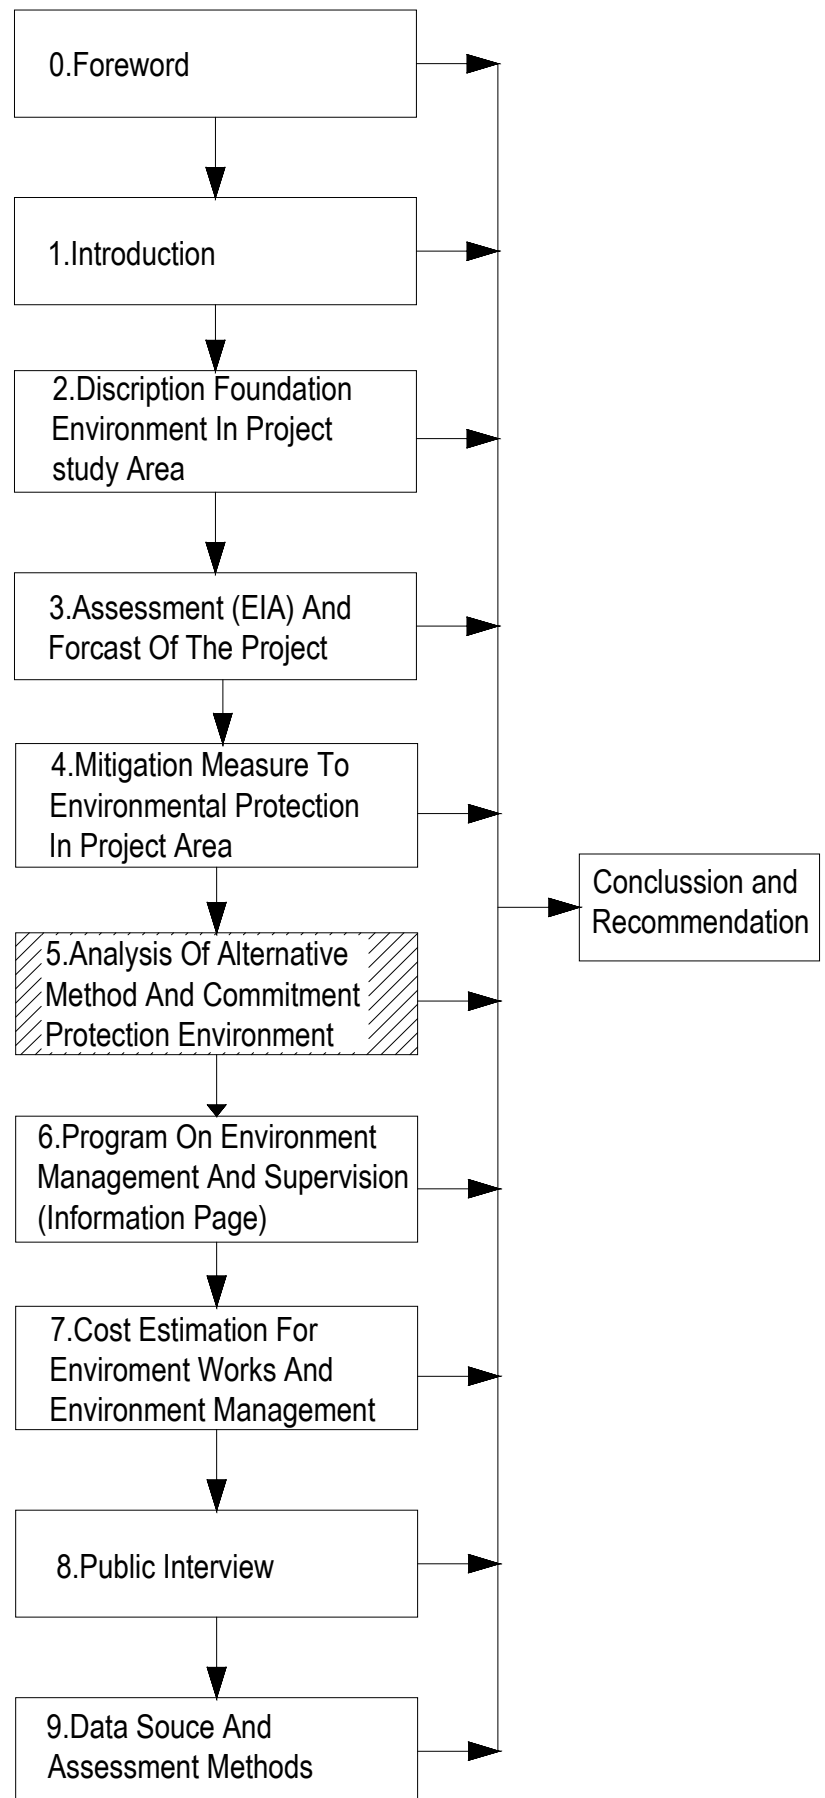 0.Foreword
1.Introduction
2.Discription Foundation
Environment In Project
study Area
3.Assessment (EIA) And
Forcast Of The Project
4.Mitigation Measure To
Environmental Protection
In Project Area
Conclussion and
Recommendation
5.Analysis Of Alternative
Method And Commitment
Protection Environment
6.Program On Environment
Management And Supervision
(Information Page)
7.Cost Estimation For
Enviroment Works And
Environment Management
8.Public Interview
9.Data Souce And
Assessment Methods